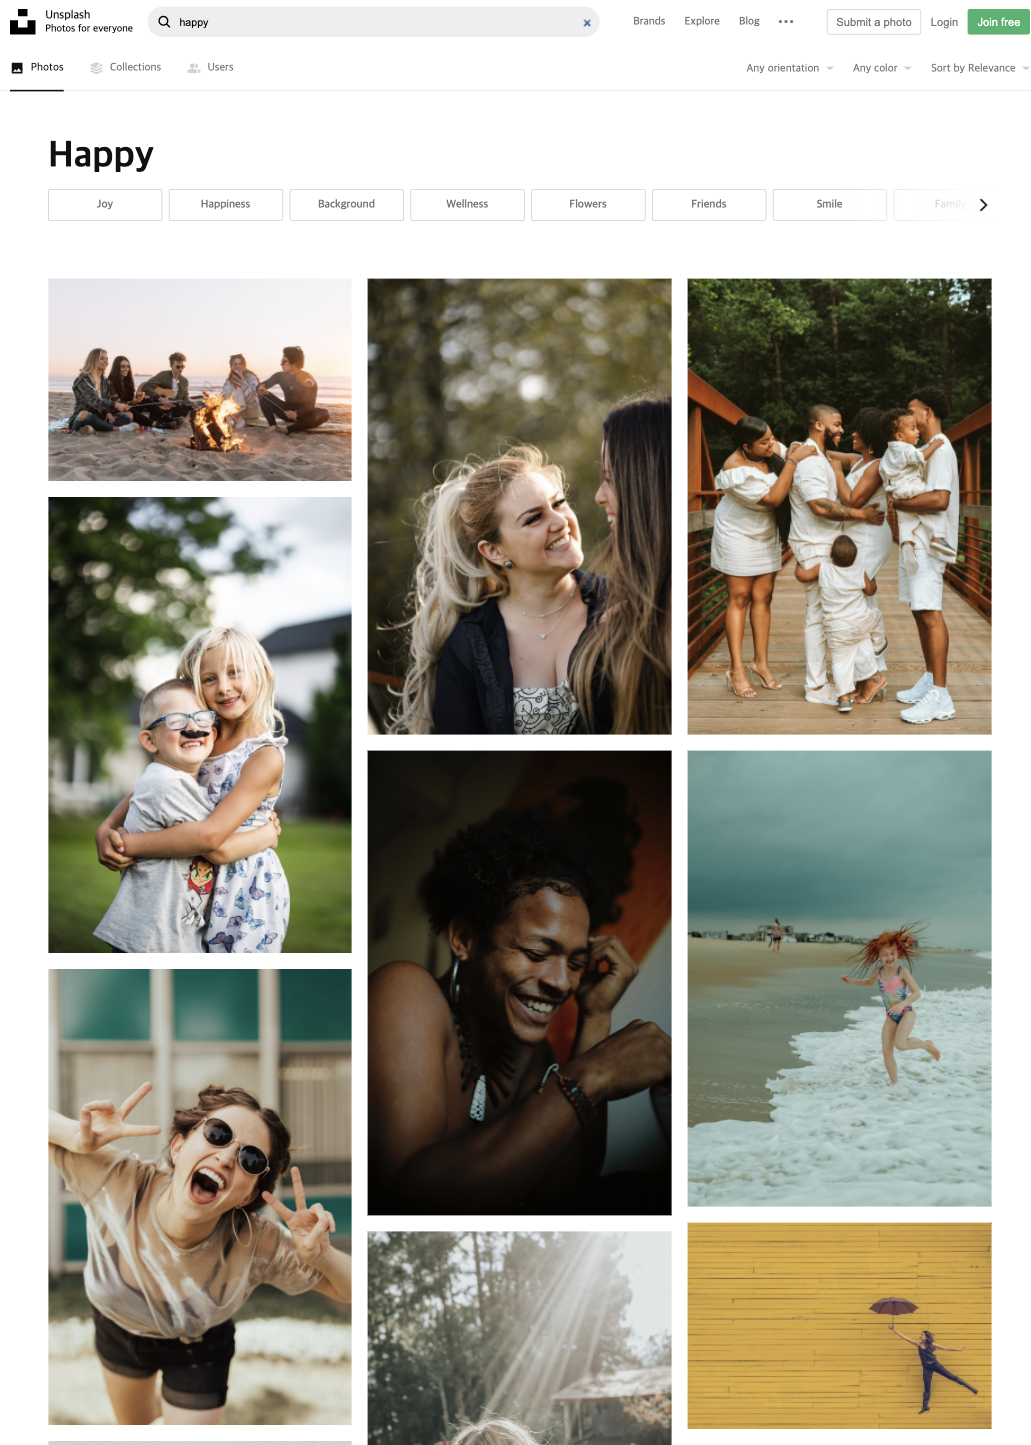 Unsplash
Photos for everyone
happy
Brands
Explore
Blog
Submit a photo
Login
Join free
Photos
Collections
Users
Any orientation
Any color
Sort by Relevance
Happy
Joy
Happiness
Background
Wellness
Flowers
Friends
Smile
Family